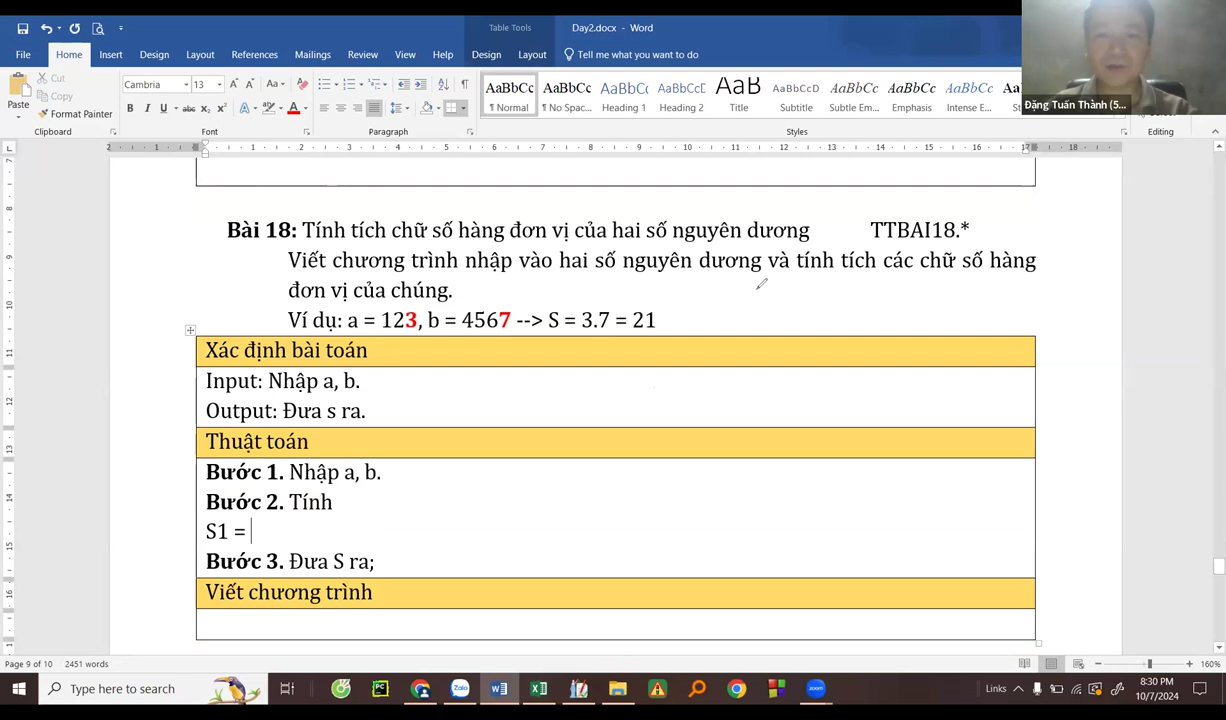 Table Tools
Day2.docx - Word
File Home Insert Design Layout References Mailings Review View Help Design Layout Tell me what you want to do
Paste
Cut
Copy
Format Painter
Cambria 13
AaBbCc AaBbCc AaBbC AaBbC AaB AaBbCcD AaBbCc AaBbCc AaBbCc
¶ Normal ¶ No Spac... Heading 1 Heading 2 Title Subtitle Subtle Em... Emphasis Intense E...
Clipboard Font Paragraph Styles Editing
Đặng Tuấn Thành (5...
Bài 18: Tính tích chữ số hàng đơn vị của hai số nguyên dương TTBAI18.*
Viết chương trình nhập vào hai số nguyên dương và tính tích các chữ số hàng
đơn vị của chúng.
Ví dụ: a = 123, b = 4567 --> S = 3.7 = 21
Xác định bài toán
Input: Nhập a, b.
Output: Đưa s ra.
Thuật toán
Bước 1. Nhập a, b.
Bước 2. Tính
S1 =
Bước 3. Đưa S ra;
Viết chương trình
Page 9 of 10 2451 words 160%
Type here to search Links 8:30 PM
10/7/2024